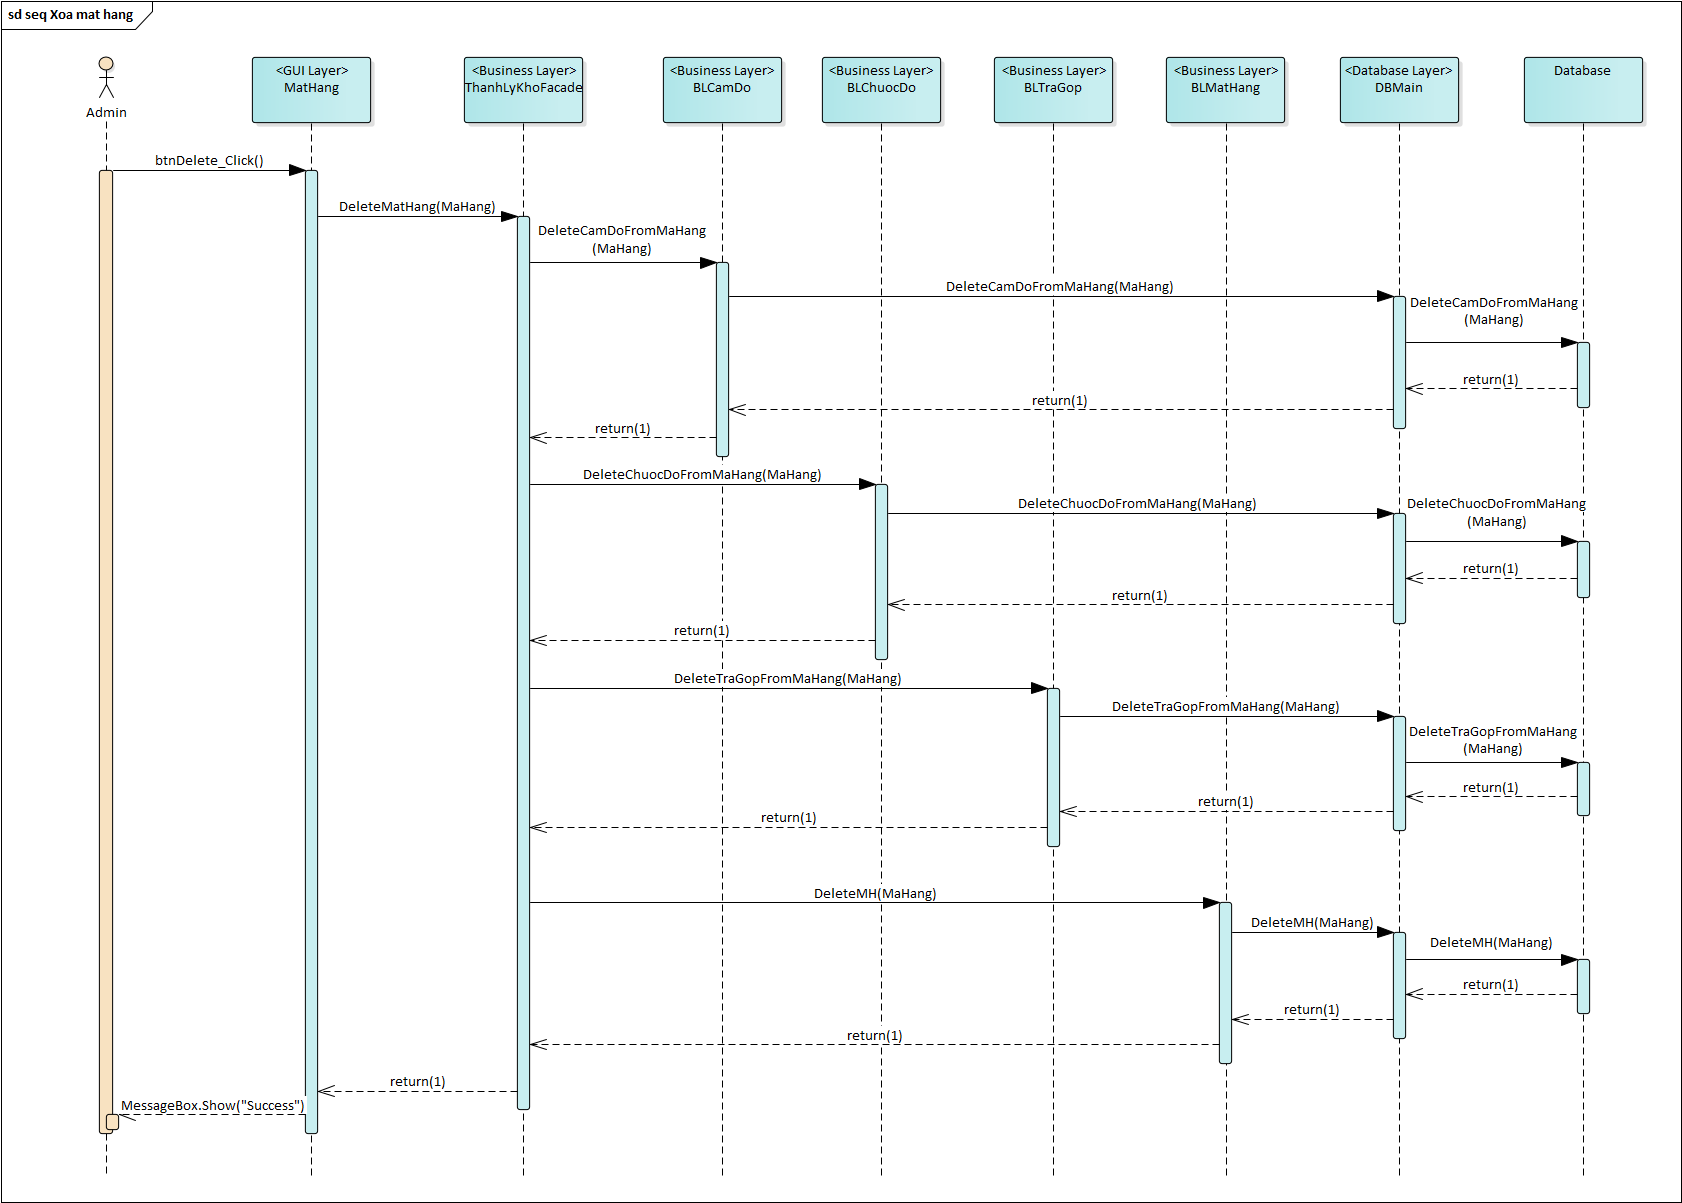 sd seq Xoa mat hang
Admin
<GUI Layer>
MatHang
<Business Layer>
ThanhLyKhoFacade
<Business Layer>
BLCamDo
<Business Layer>
BLChuocDo
<Business Layer>
BLTraGop
<Business Layer>
BLMatHang
<Database Layer>
DBMain
Database
btnDelete_Click()
DeleteMatHang(MaHang)
DeleteCamDoFromMaHang
(MaHang)
DeleteCamDoFromMaHang(MaHang)
DeleteCamDoFromMaHang
(MaHang)
return(1)
return(1)
return(1)
DeleteChuocDoFromMaHang(MaHang)
DeleteChuocDoFromMaHang(MaHang)
DeleteChuocDoFromMaHang
(MaHang)
return(1)
return(1)
return(1)
DeleteTraGopFromMaHang(MaHang)
DeleteTraGopFromMaHang(MaHang)
DeleteTraGopFromMaHang
(MaHang)
return(1)
return(1)
return(1)
DeleteMH(MaHang)
DeleteMH(MaHang)
DeleteMH(MaHang)
return(1)
return(1)
return(1)
return(1)
MessageBox.Show("Success")